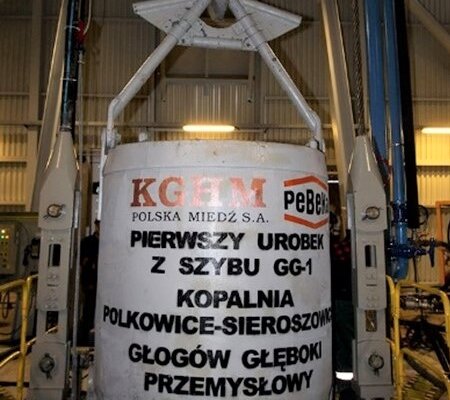 KGHM
POLSKA MIEDŹ S.A.
PeBeKa
PIERWSZY UROBEK
Z SZYBU GG-1
KOPALNIA
POLKOWICE-SIEROSZOWICE
GŁOGÓW GŁĘBOKI
PRZEMYSŁOWY